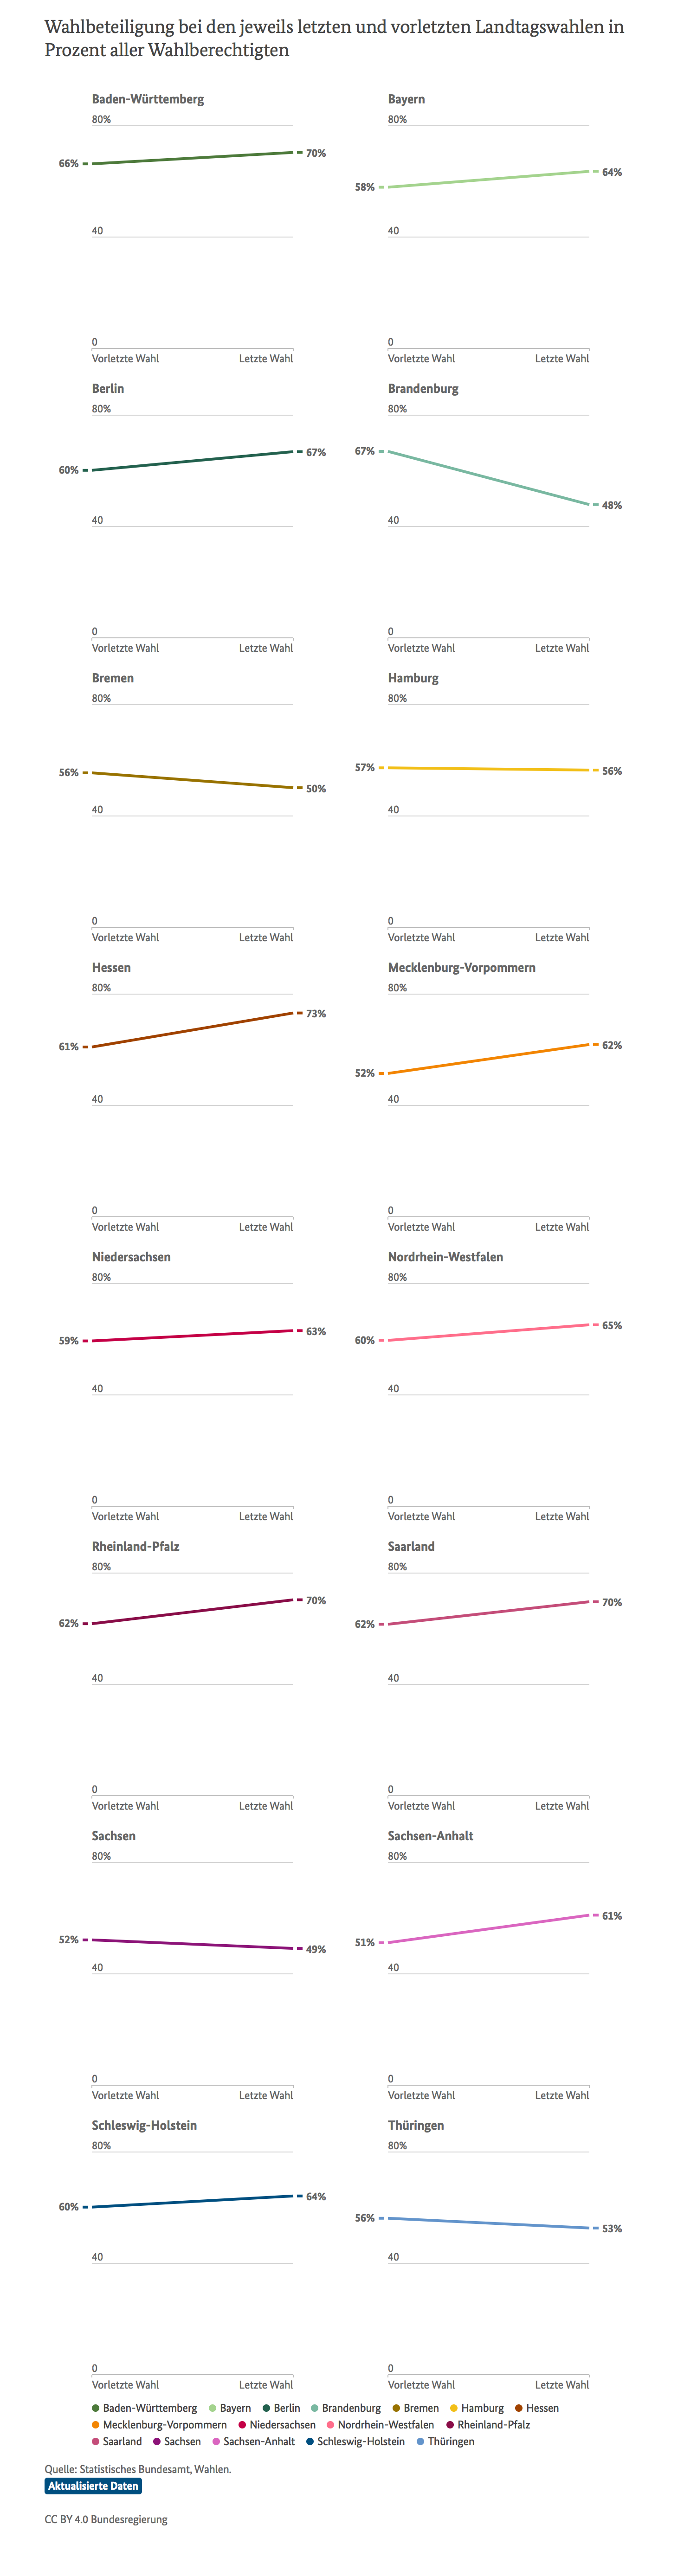 Wahlbeteiligung bei den jeweils letzten und vorletzten Landtagswahlen in
Prozent aller Wahlberechtigten
Baden-Württemberg
80%
66%
70%
40
0
Vorletzte Wahl Letzte Wahl
Bayern
80%
58%
64%
40
0
Vorletzte Wahl Letzte Wahl
Berlin
80%
60%
67%
40
0
Vorletzte Wahl Letzte Wahl
Brandenburg
80%
67%
48%
40
0
Vorletzte Wahl Letzte Wahl
Bremen
80%
56%
50%
40
0
Vorletzte Wahl Letzte Wahl
Hamburg
80%
57%
56%
40
0
Vorletzte Wahl Letzte Wahl
Hessen
80%
61%
73%
40
0
Vorletzte Wahl Letzte Wahl
Mecklenburg-Vorpommern
80%
52%
62%
40
0
Vorletzte Wahl Letzte Wahl
Niedersachsen
80%
59%
63%
40
0
Vorletzte Wahl Letzte Wahl
Nordrhein-Westfalen
80%
60%
65%
40
0
Vorletzte Wahl Letzte Wahl
Rheinland-Pfalz
80%
62%
70%
40
0
Vorletzte Wahl Letzte Wahl
Saarland
80%
62%
70%
40
0
Vorletzte Wahl Letzte Wahl
Sachsen
80%
52%
49%
40
0
Vorletzte Wahl Letzte Wahl
Sachsen-Anhalt
80%
51%
61%
40
0
Vorletzte Wahl Letzte Wahl
Schleswig-Holstein
80%
60%
64%
40
0
Vorletzte Wahl Letzte Wahl
Thüringen
80%
56%
53%
40
0
Vorletzte Wahl Letzte Wahl
Baden-Württemberg Bayern Berlin Brandenburg Bremen Hamburg Hessen
Mecklenburg-Vorpommern Niedersachsen Nordrhein-Westfalen Rheinland-Pfalz
Saarland Sachsen Sachsen-Anhalt Schleswig-Holstein Thüringen
Quelle: Statistisches Bundesamt, Wahlen.
Aktualisierte Daten
CC BY 4.0 Bundesregierung